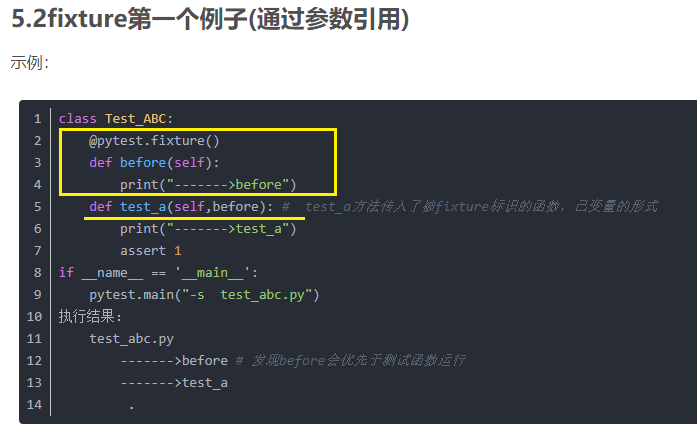 5.2fixture第一个例子(通过参数引用)
示例：
1 class Test_ABC:
2 @pytest.fixture()
3 def before(self):
4 print("------->before")
5 def test_a(self,before): # test_a方法传入了被fixture标识的函数，已变量的形式
6 print("------->test_a")
7 assert 1
8 if __name__ == '__main__':
9 pytest.main("-s  test_abc.py")
10 执行结果：
11 test_abc.py
12 ------->before # 发现before会优先于测试函数运行
13 ------->test_a
14 .